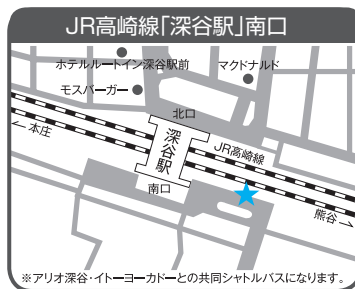 JR高崎線「深谷駅」南口
ホテルルートイン深谷駅前
マクドナルド
モスバーガー
北口
←本庄
深谷駅
JR高崎線
南口
熊谷→
※アリオ深谷・イトーヨーカドーとの共同シャトルバスになります。